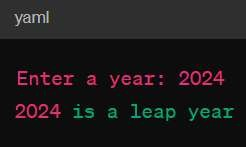 yaml
Enter a year: 2024
2024 is a leap year